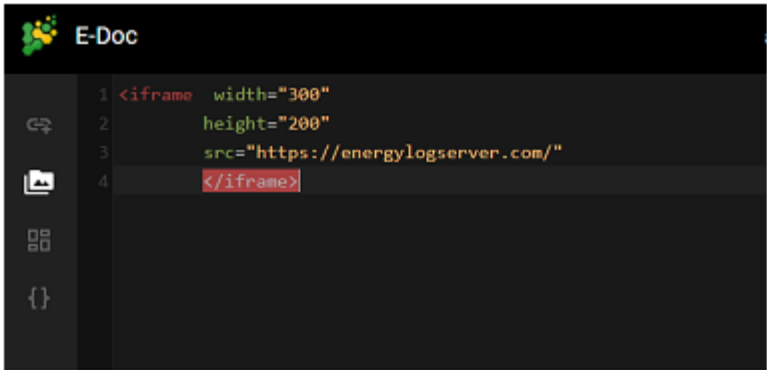 E-Doc
1 <iframe  width="300"
2 height="200"
3 src="https://energylogserver.com/"
4 </iframe>
{}